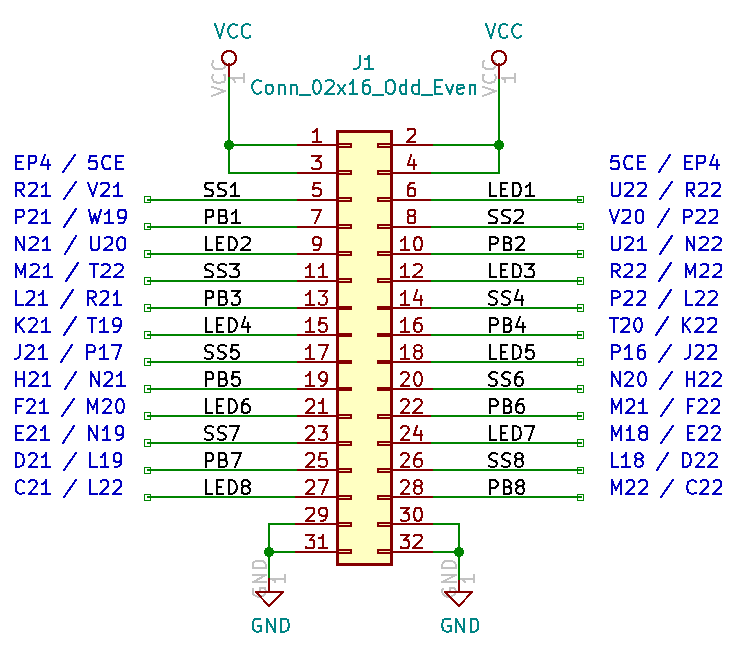 VCC VCC
VCC 1 VCC 1
J1
Conn_02x16_Odd_Even
1 2
EP4 / 5CE 3 4 5CE / EP4
R21 / V21 SS1 5 6 LED1 U22 / R22
P21 / W19 PB1 7 8 SS2 V20 / P22
N21 / U20 LED2 9 10 PB2 U21 / N22
M21 / T22 SS3 11 12 LED3 R22 / M22
L21 / R21 PB3 13 14 SS4 P22 / L22
K21 / T19 LED4 15 16 PB4 T20 / K22
J21 / P17 SS5 17 18 LED5 P16 / J22
H21 / N21 PB5 19 20 SS6 N20 / H22
F21 / M20 LED6 21 22 PB6 M21 / F22
E21 / N19 SS7 23 24 LED7 M18 / E22
D21 / L19 PB7 25 26 SS8 L18 / D22
C21 / L22 LED8 27 28 PB8 M22 / C22
29 30
31 32
GND 1 GND 1
GND GND